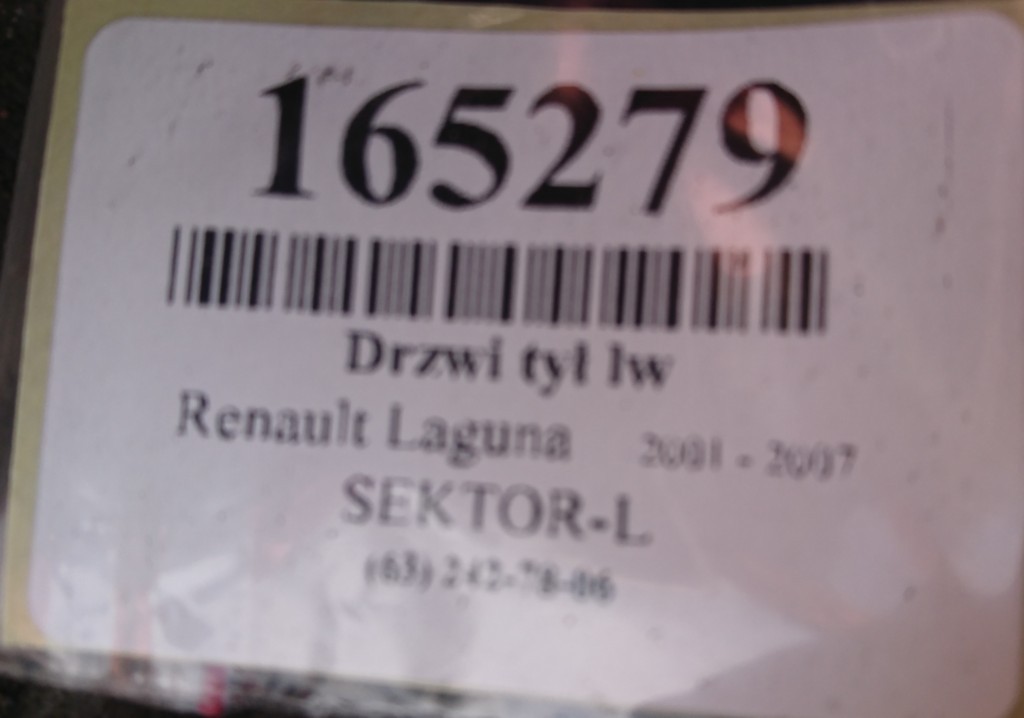 165279
Drzwi tył lw
Renault Laguna 2001 - 2007
SEKTOR-L
(63) 242-78-06